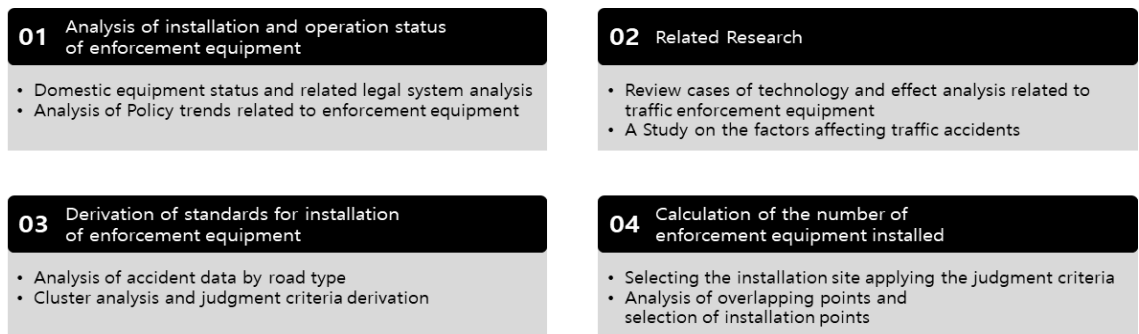 01 Analysis of installation and operation status
of enforcement equipment
• Domestic equipment status and related legal system analysis
• Analysis of Policy trends related to enforcement equipment
02 Related Research
• Review cases of technology and effect analysis related to
traffic enforcement equipment
• A Study on the factors affecting traffic accidents
03 Derivation of standards for installation
of enforcement equipment
• Analysis of accident data by road type
• Cluster analysis and judgment criteria derivation
04 Calculation of the number of
enforcement equipment installed
• Selecting the installation site applying the judgment criteria
• Analysis of overlapping points and
selection of installation points